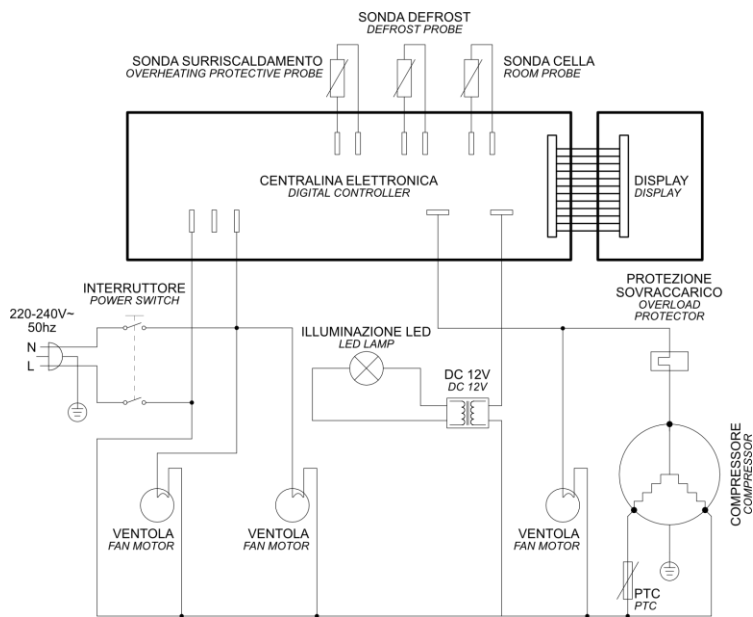 SONDA DEFROST
DEFROST PROBE
SONDA SURRISCALDAMENTO
OVERHEATING PROTECTIVE PROBE
SONDA CELLA
ROOM PROBE
CENTRALINA ELETTRONICA
DIGITAL CONTROLLER
DISPLAY
DISPLAY
INTERRUTTORE
POWER SWITCH
PROTEZIONE
SOVRACCARICO
OVERLOAD
PROTECTOR
220-240V~
50hz
N
L
ILLUMINAZIONE LED
LED LAMP
DC 12V
DC 12V
COMPRESSORE
COMPRESSOR
VENTOLA
FAN MOTOR
VENTOLA
FAN MOTOR
VENTOLA
FAN MOTOR
PTC
PTC